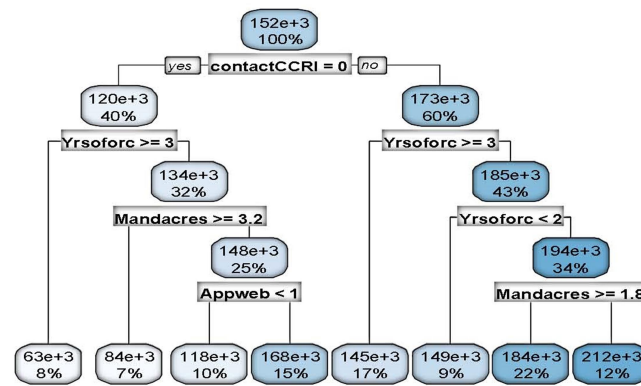 152e+3
100%
yes contactCCRI = 0 no
120e+3
40%
173e+3
60%
Yrsoforc >= 3
Yrsoforc >= 3
134e+3
32%
185e+3
43%
Mandacres >= 3.2
Yrsoforc < 2
148e+3
25%
194e+3
34%
Appweb < 1
Mandacres >= 1.8
63e+3
8%
84e+3
7%
118e+3
10%
168e+3
15%
145e+3
17%
149e+3
9%
184e+3
22%
212e+3
12%